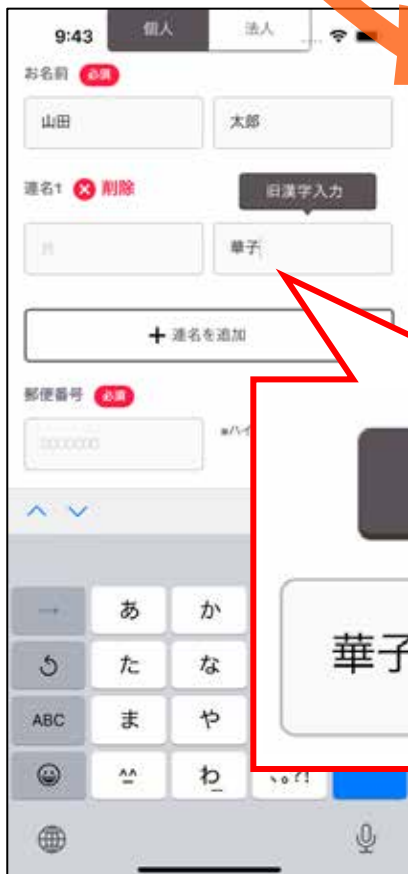 9:43 個人 法人
お名前 必須
山田 太郎
連名1 削除
旧漢字入力
姓 華子
連名を追加
郵便番号 必須
0000000 ※ハイ
華子
→ あ か
た な
ABC ま や
^^ わ 、。?!